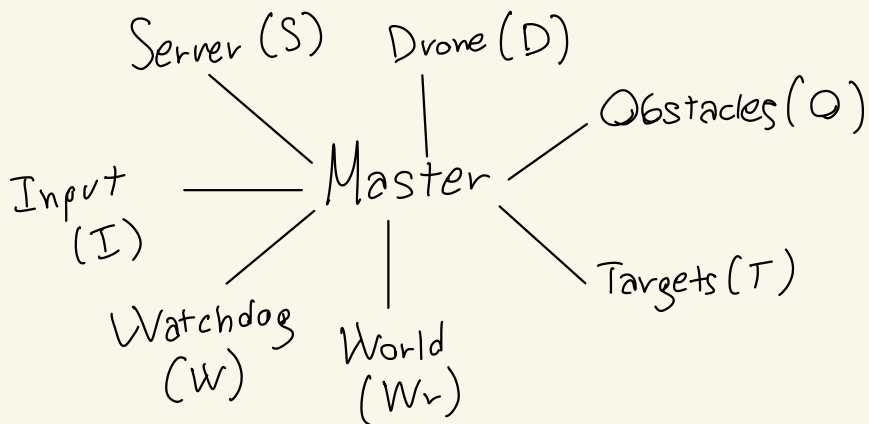 Server (S)
Drone (D)
Obstacles (O)
Master
Input
(I)
Targets (T)
Watchdog
(W)
World
(Wr)